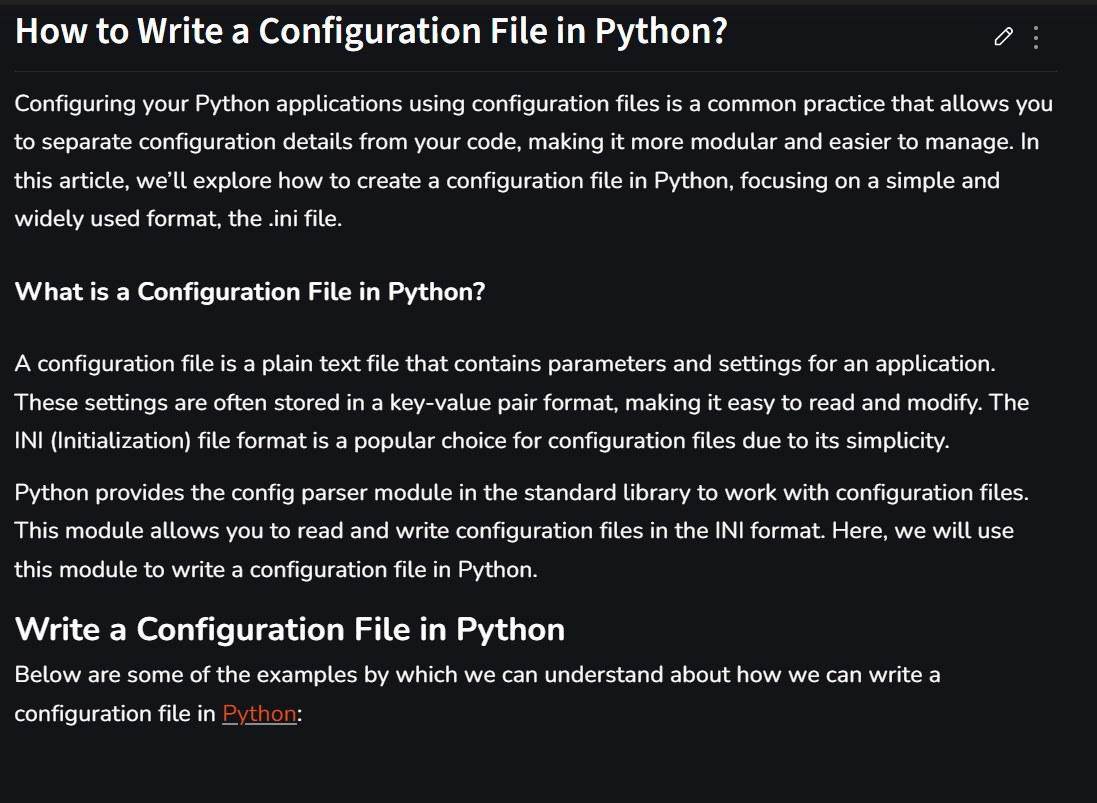 How to Write a Configuration File in Python?
Configuring your Python applications using configuration files is a common practice that allows you
to separate configuration details from your code, making it more modular and easier to manage. In
this article, we’ll explore how to create a configuration file in Python, focusing on a simple and
widely used format, the .ini file.
What is a Configuration File in Python?
A configuration file is a plain text file that contains parameters and settings for an application.
These settings are often stored in a key-value pair format, making it easy to read and modify. The
INI (Initialization) file format is a popular choice for configuration files due to its simplicity.
Python provides the config parser module in the standard library to work with configuration files.
This module allows you to read and write configuration files in the INI format. Here, we will use
this module to write a configuration file in Python.
Write a Configuration File in Python
Below are some of the examples by which we can understand about how we can write a
configuration file in Python: